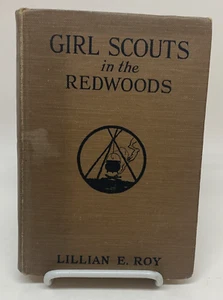 GIRL SCOUTS
in the
REDWOODS
LILLIAN E. ROY